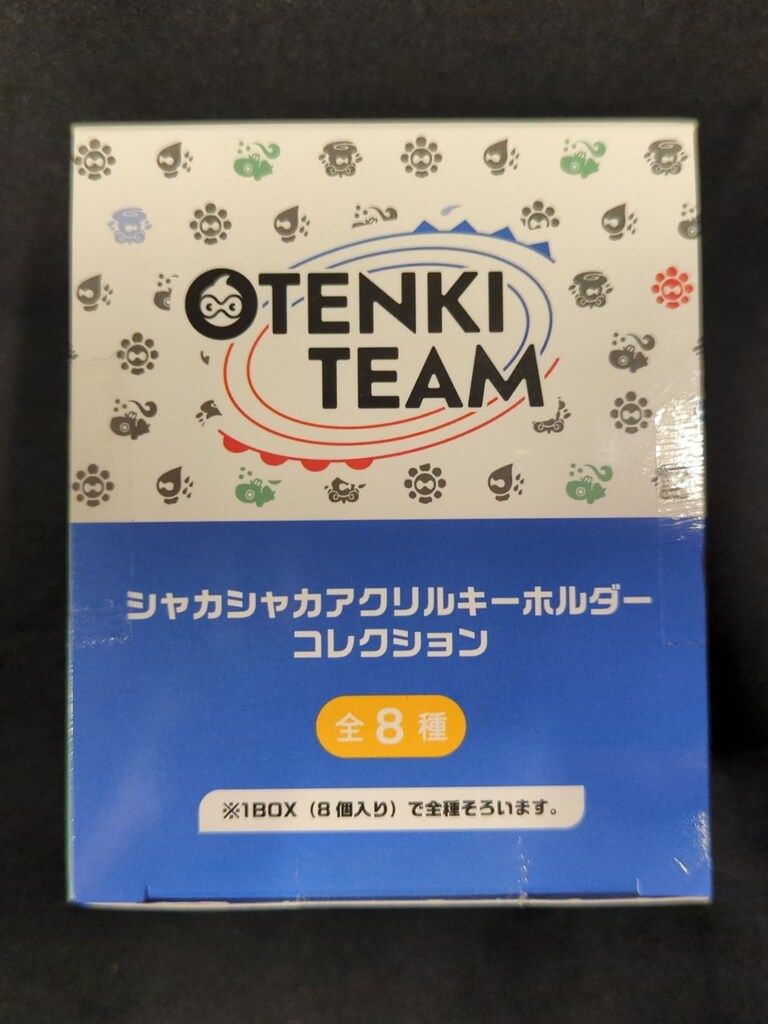 OTENKI
TEAM
シャカシャカアクリルキーホルダー
コレクション
全8種
※1BOX（8個入り）で全種そろいます。